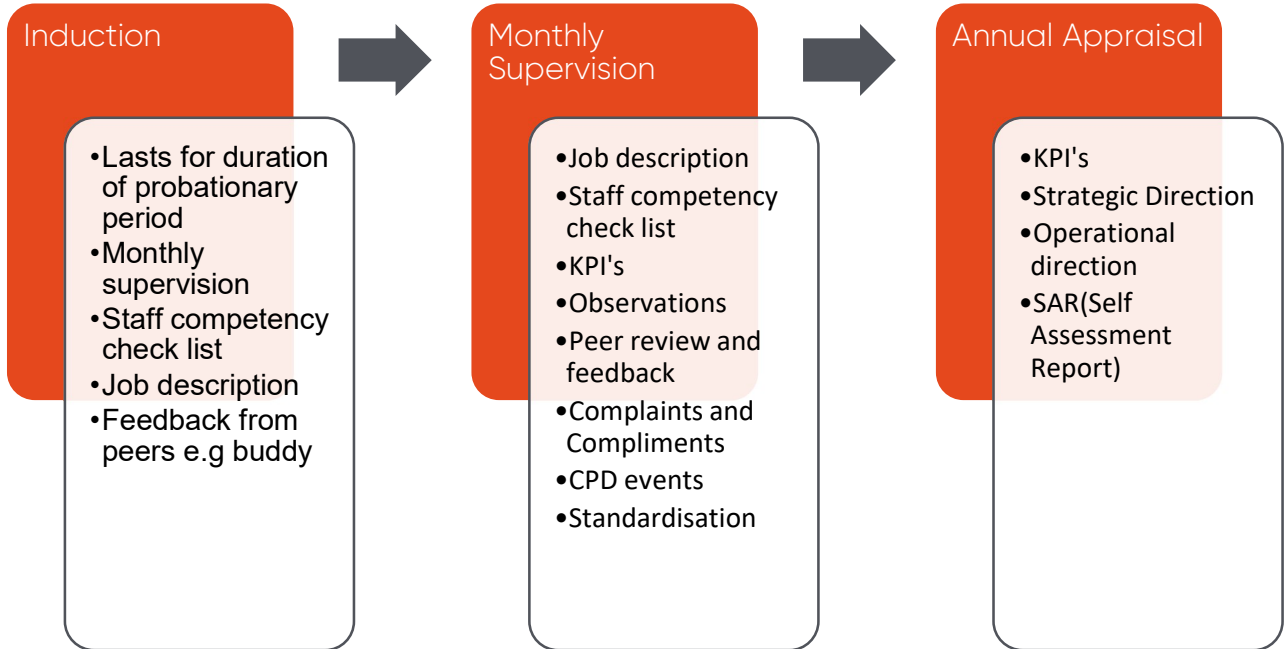 Induction
•Lasts for duration
of probationary
period
•Monthly
supervision
•Staff competency
check list
•Job description
•Feedback from
peers e.g buddy
Monthly
Supervision
•Job description
•Staff competency
check list
•KPI's
•Observations
•Peer review and
feedback
•Complaints and
Compliments
•CPD events
•Standardisation
Annual Appraisal
•KPI's
•Strategic Direction
•Operational
direction
•SAR(Self
Assessment
Report)